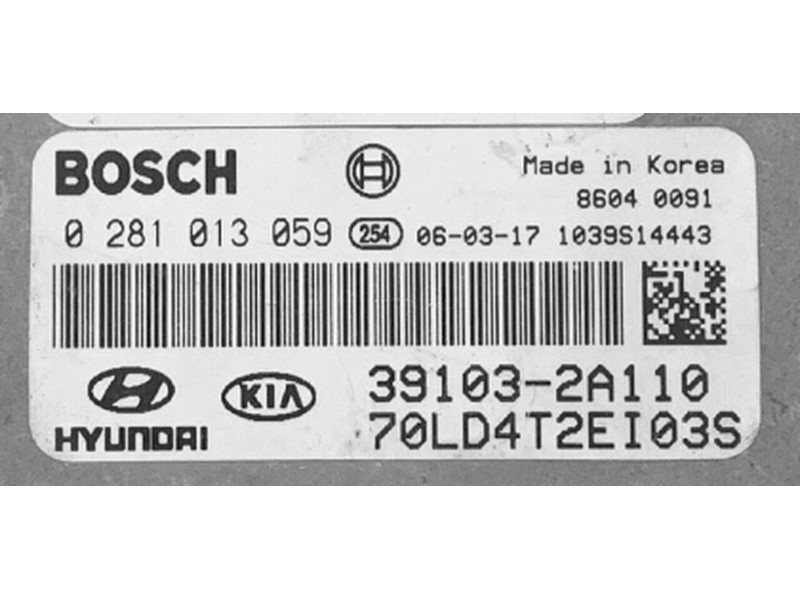 BOSCH
Made in Korea
8604 0091
0 281 013 059 254 06-03-17 1039S14443
HYUNDAI KIA 39103-2A110
70LD4T2EI03S